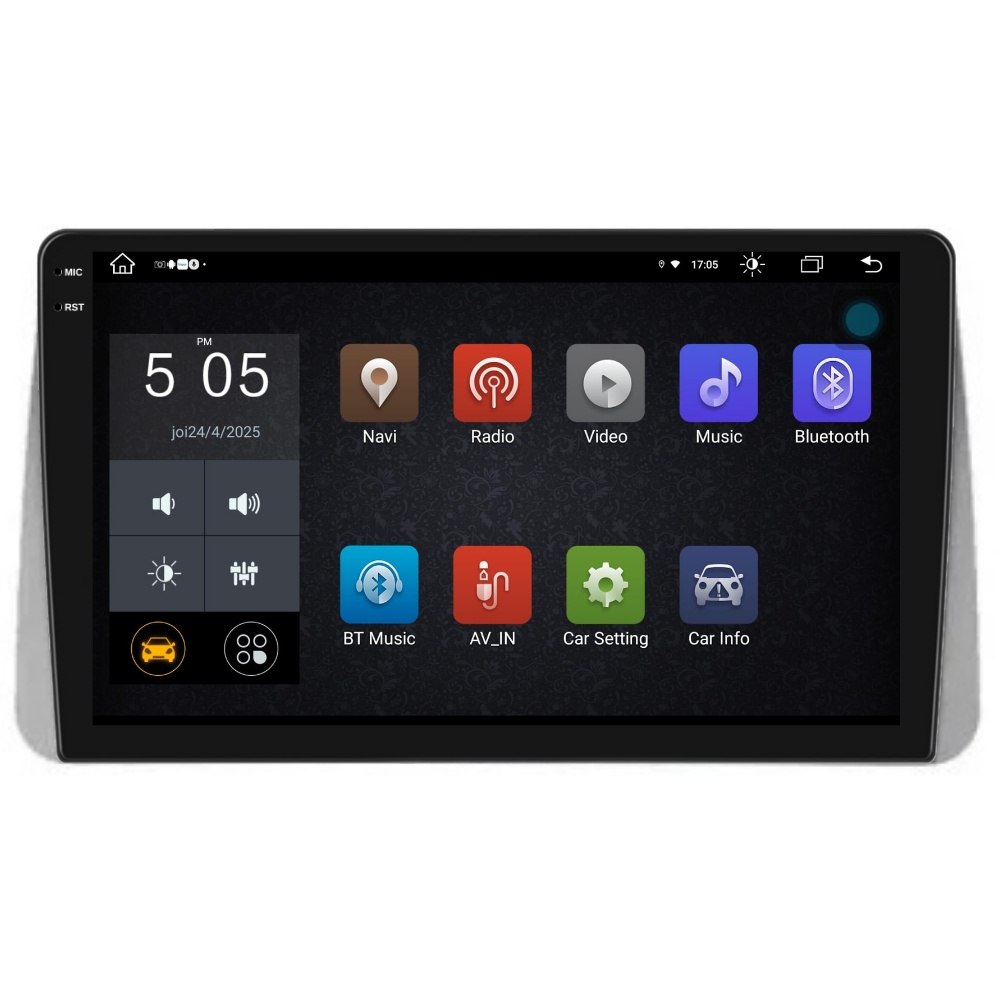 MIC
17:05
RST
PM
5 05
joi24/4/2025
Navi
Radio
Video
Music
Bluetooth
BT Music
AV_IN
Car Setting
Car Info